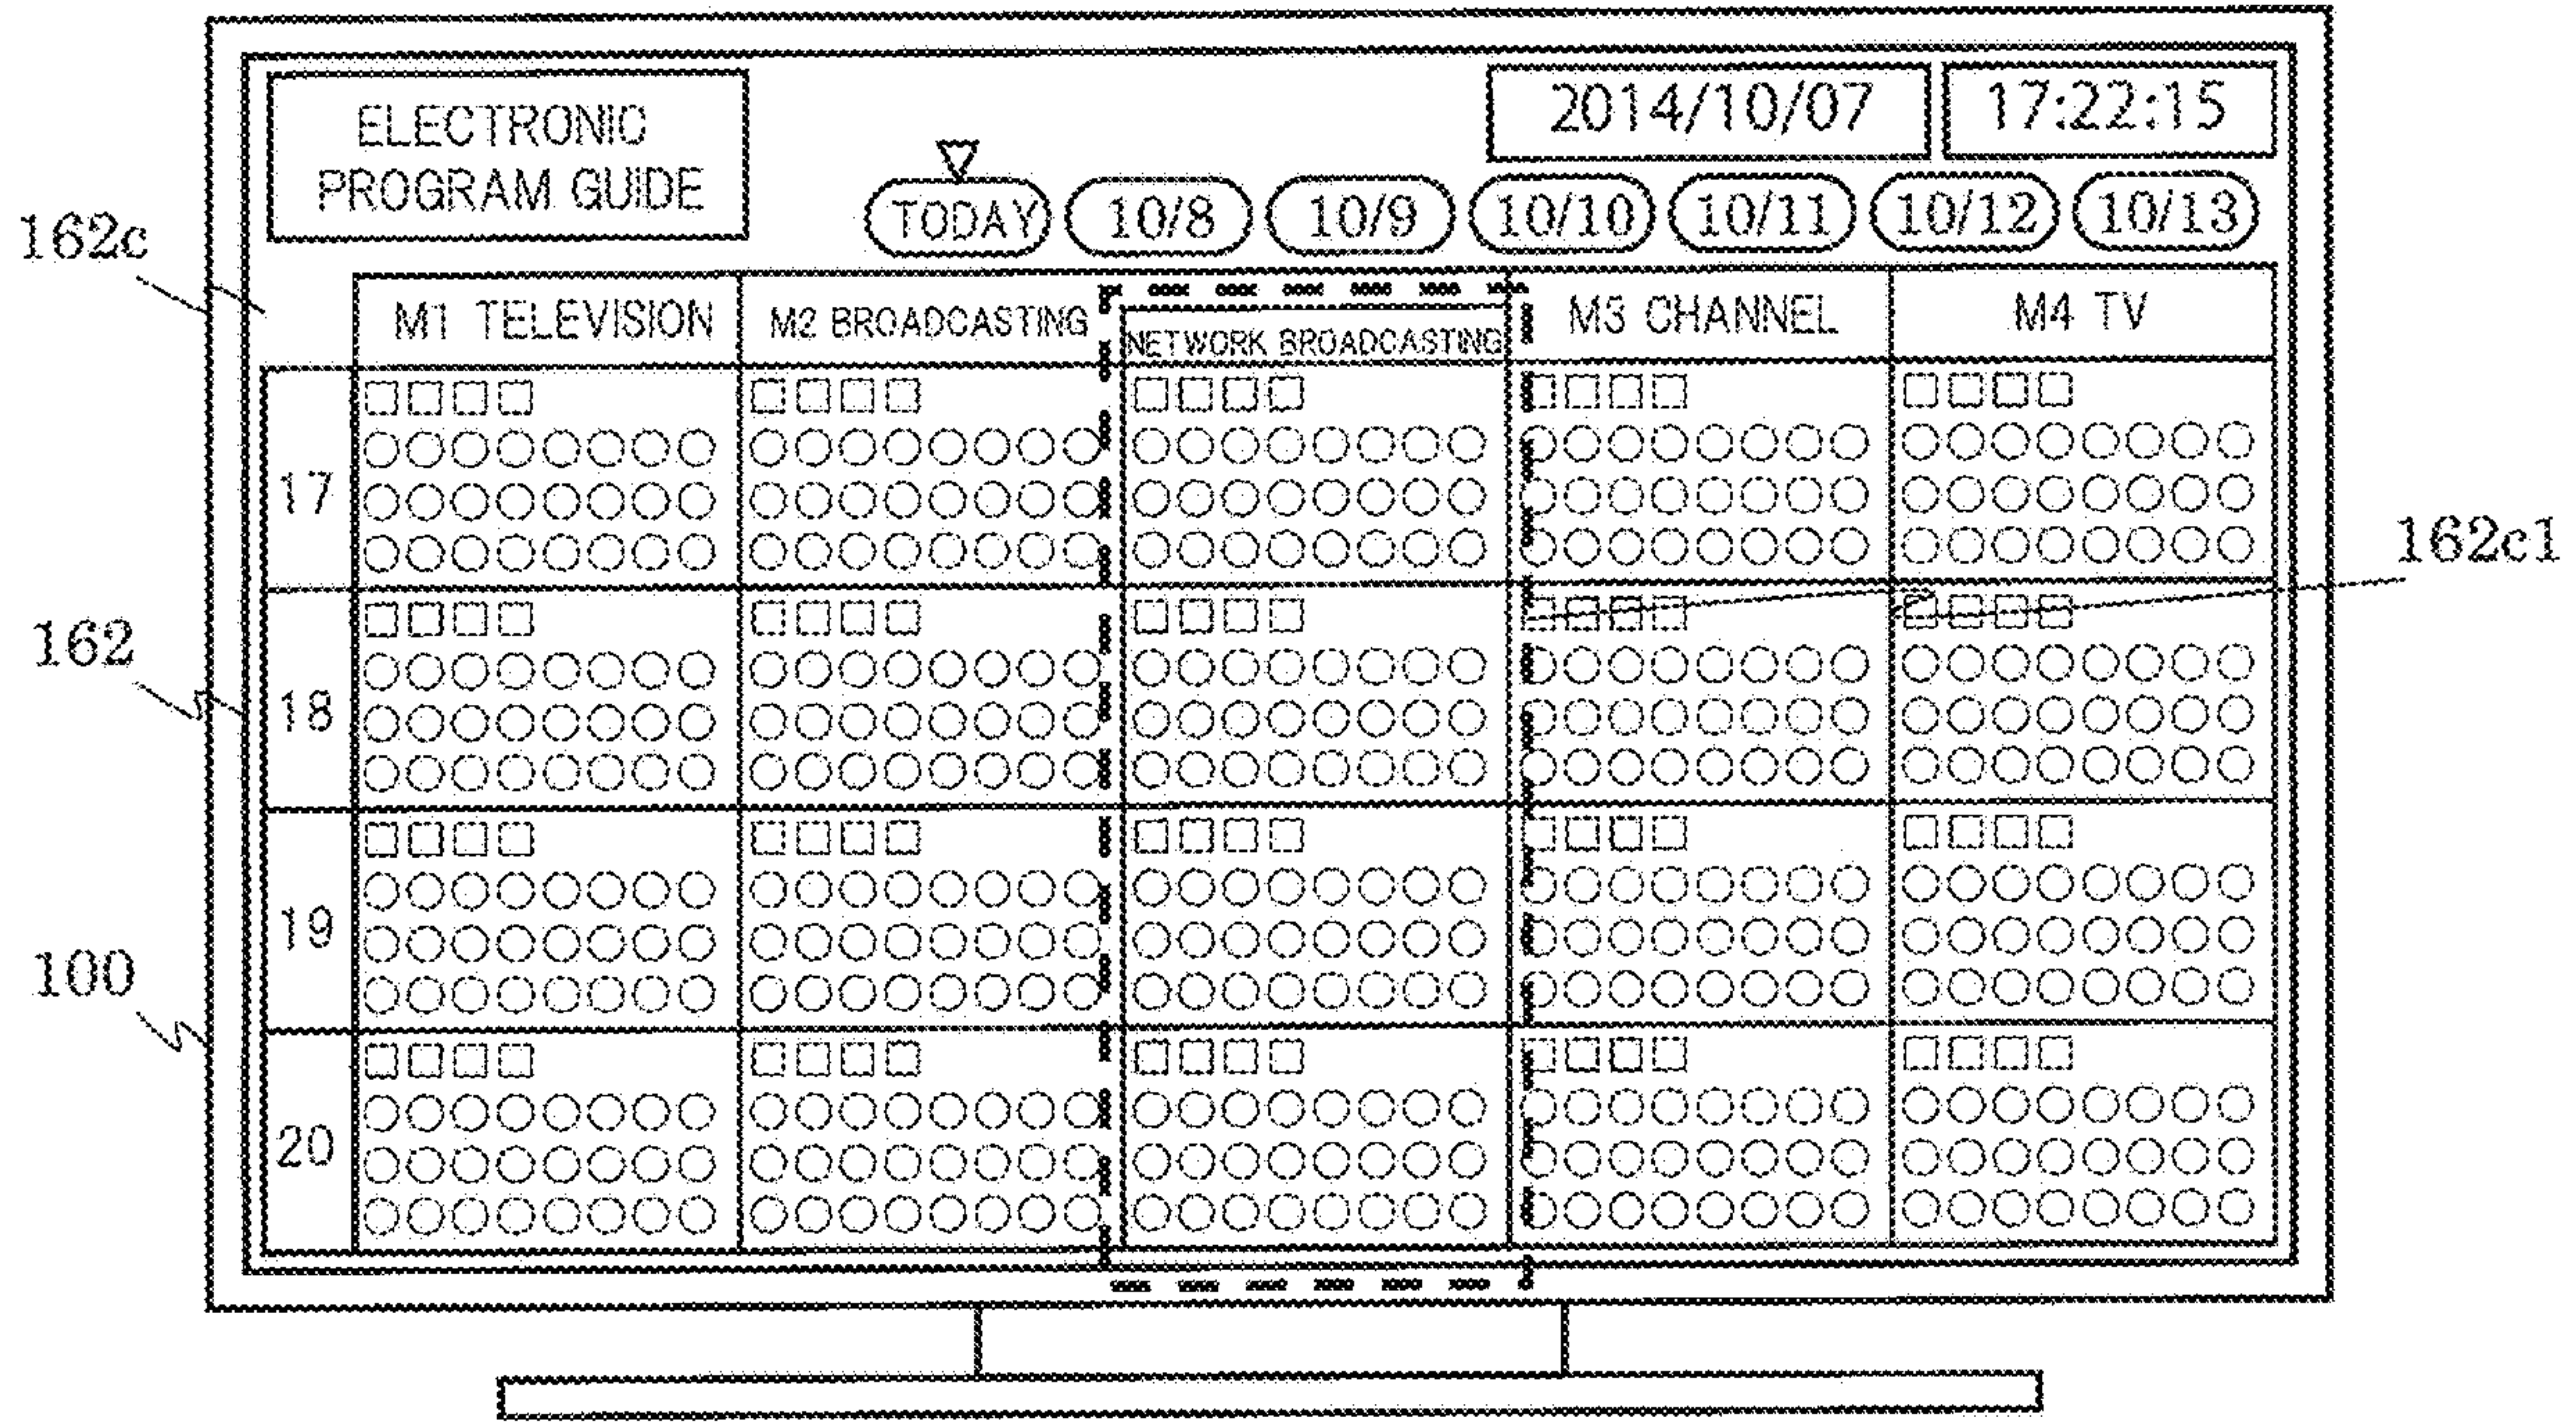 ELECTRONIC
PROGRAM GUIDE
2014/10/07
17:22:15
TODAY
10/8
10/9
10/10
10/11
10/12
10/13
162c
M1 TELEVISION
M2 BROADCASTING
NETWORK BROADCASTING
M3 CHANNEL
M4 TV
17
162c1
162
18
19
100
20